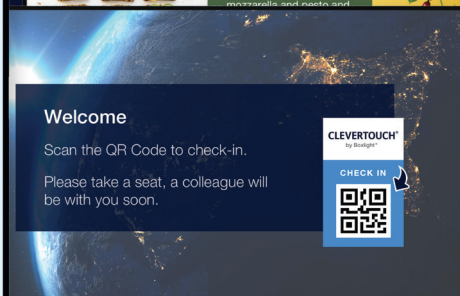 mozzarella and pesto and
Welcome
Scan the QR Code to check-in.
Please take a seat, a colleague will
be with you soon.
CLEVERTOUCH®
by Boxlight®
CHECK IN